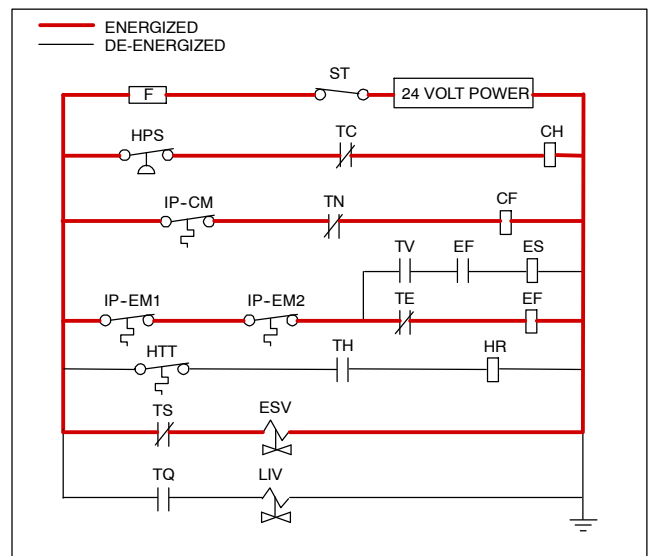 ENERGIZED
DE-ENERGIZED
F
ST
24 VOLT POWER
HPS
TC
CH
IP-CM
TN
CF
TV
EF
ES
IP-EM1
IP-EM2
TE
EF
HTT
TH
HR
TS
ESV
TQ
LIV